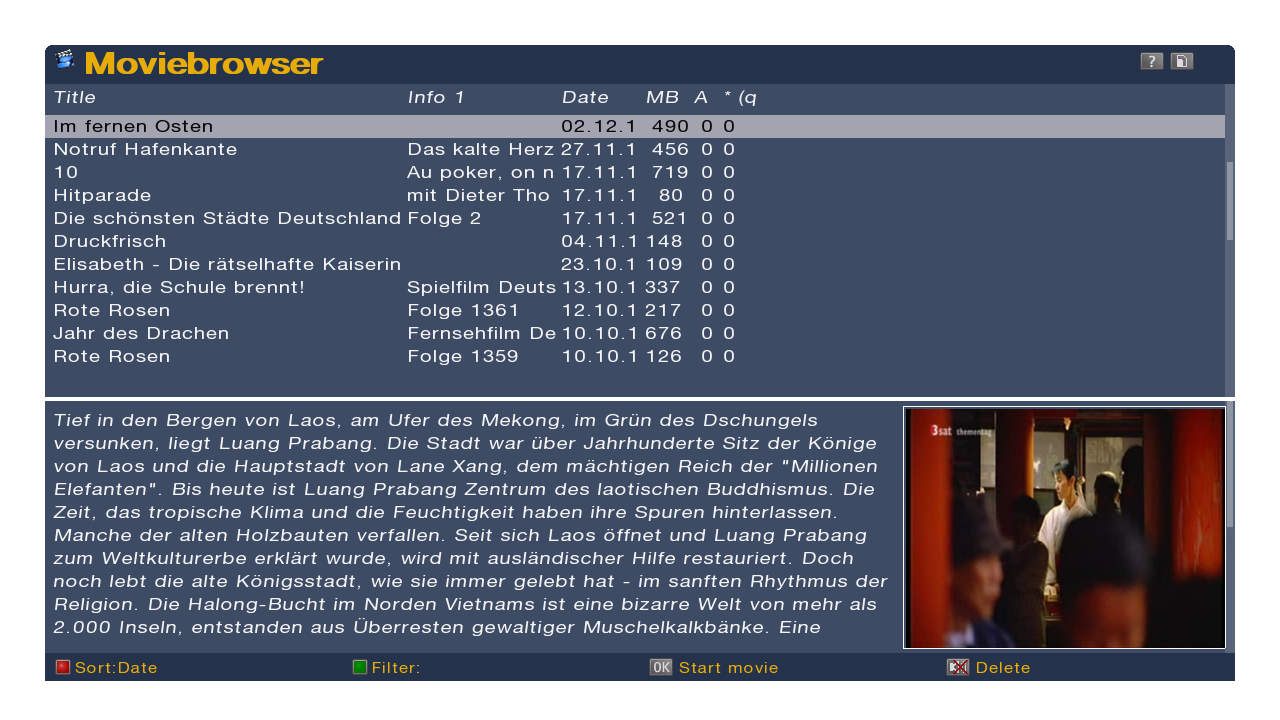 Moviebrowser ?
Title Info 1 Date MB A * (q
Im fernen Osten 02.12.1 490 0 0
Notruf Hafenkante Das kalte Herz 27.11.1 456 0 0
10 Au poker, on n 17.11.1 719 0 0
Hitparade mit Dieter Tho 17.11.1 80 0 0
Die schönsten Städte Deutschland Folge 2 17.11.1 521 0 0
Druckfrisch 04.11.1 148 0 0
Elisabeth - Die rätselhafte Kaiserin 23.10.1 109 0 0
Hurra, die Schule brennt! Spielfilm Deuts 13.10.1 337 0 0
Rote Rosen Folge 1361 12.10.1 217 0 0
Jahr des Drachen Fernsehfilm De 10.10.1 676 0 0
Rote Rosen Folge 1359 10.10.1 126 0 0
Tief in den Bergen von Laos, am Ufer des Mekong, im Grün des Dschungels
versunken, liegt Luang Prabang. Die Stadt war über Jahrhunderte Sitz der Könige
von Laos und die Hauptstadt von Lane Xang, dem mächtigen Reich der "Millionen
Elefanten". Bis heute ist Luang Prabang Zentrum des laotischen Buddhismus. Die
Zeit, das tropische Klima und die Feuchtigkeit haben ihre Spuren hinterlassen.
Manche der alten Holzbauten verfallen. Seit sich Laos öffnet und Luang Prabang
zum Weltkulturerbe erklärt wurde, wird mit ausländischer Hilfe restauriert. Doch
noch lebt die alte Königsstadt, wie sie immer gelebt hat - im sanften Rhythmus der
Religion. Die Halong-Bucht im Norden Vietnams ist eine bizarre Welt von mehr als
2.000 Inseln, entstanden aus Überresten gewaltiger Muschelkalkbänke. Eine
3sat thementag
Sort:Date Filter: OK Start movie Delete